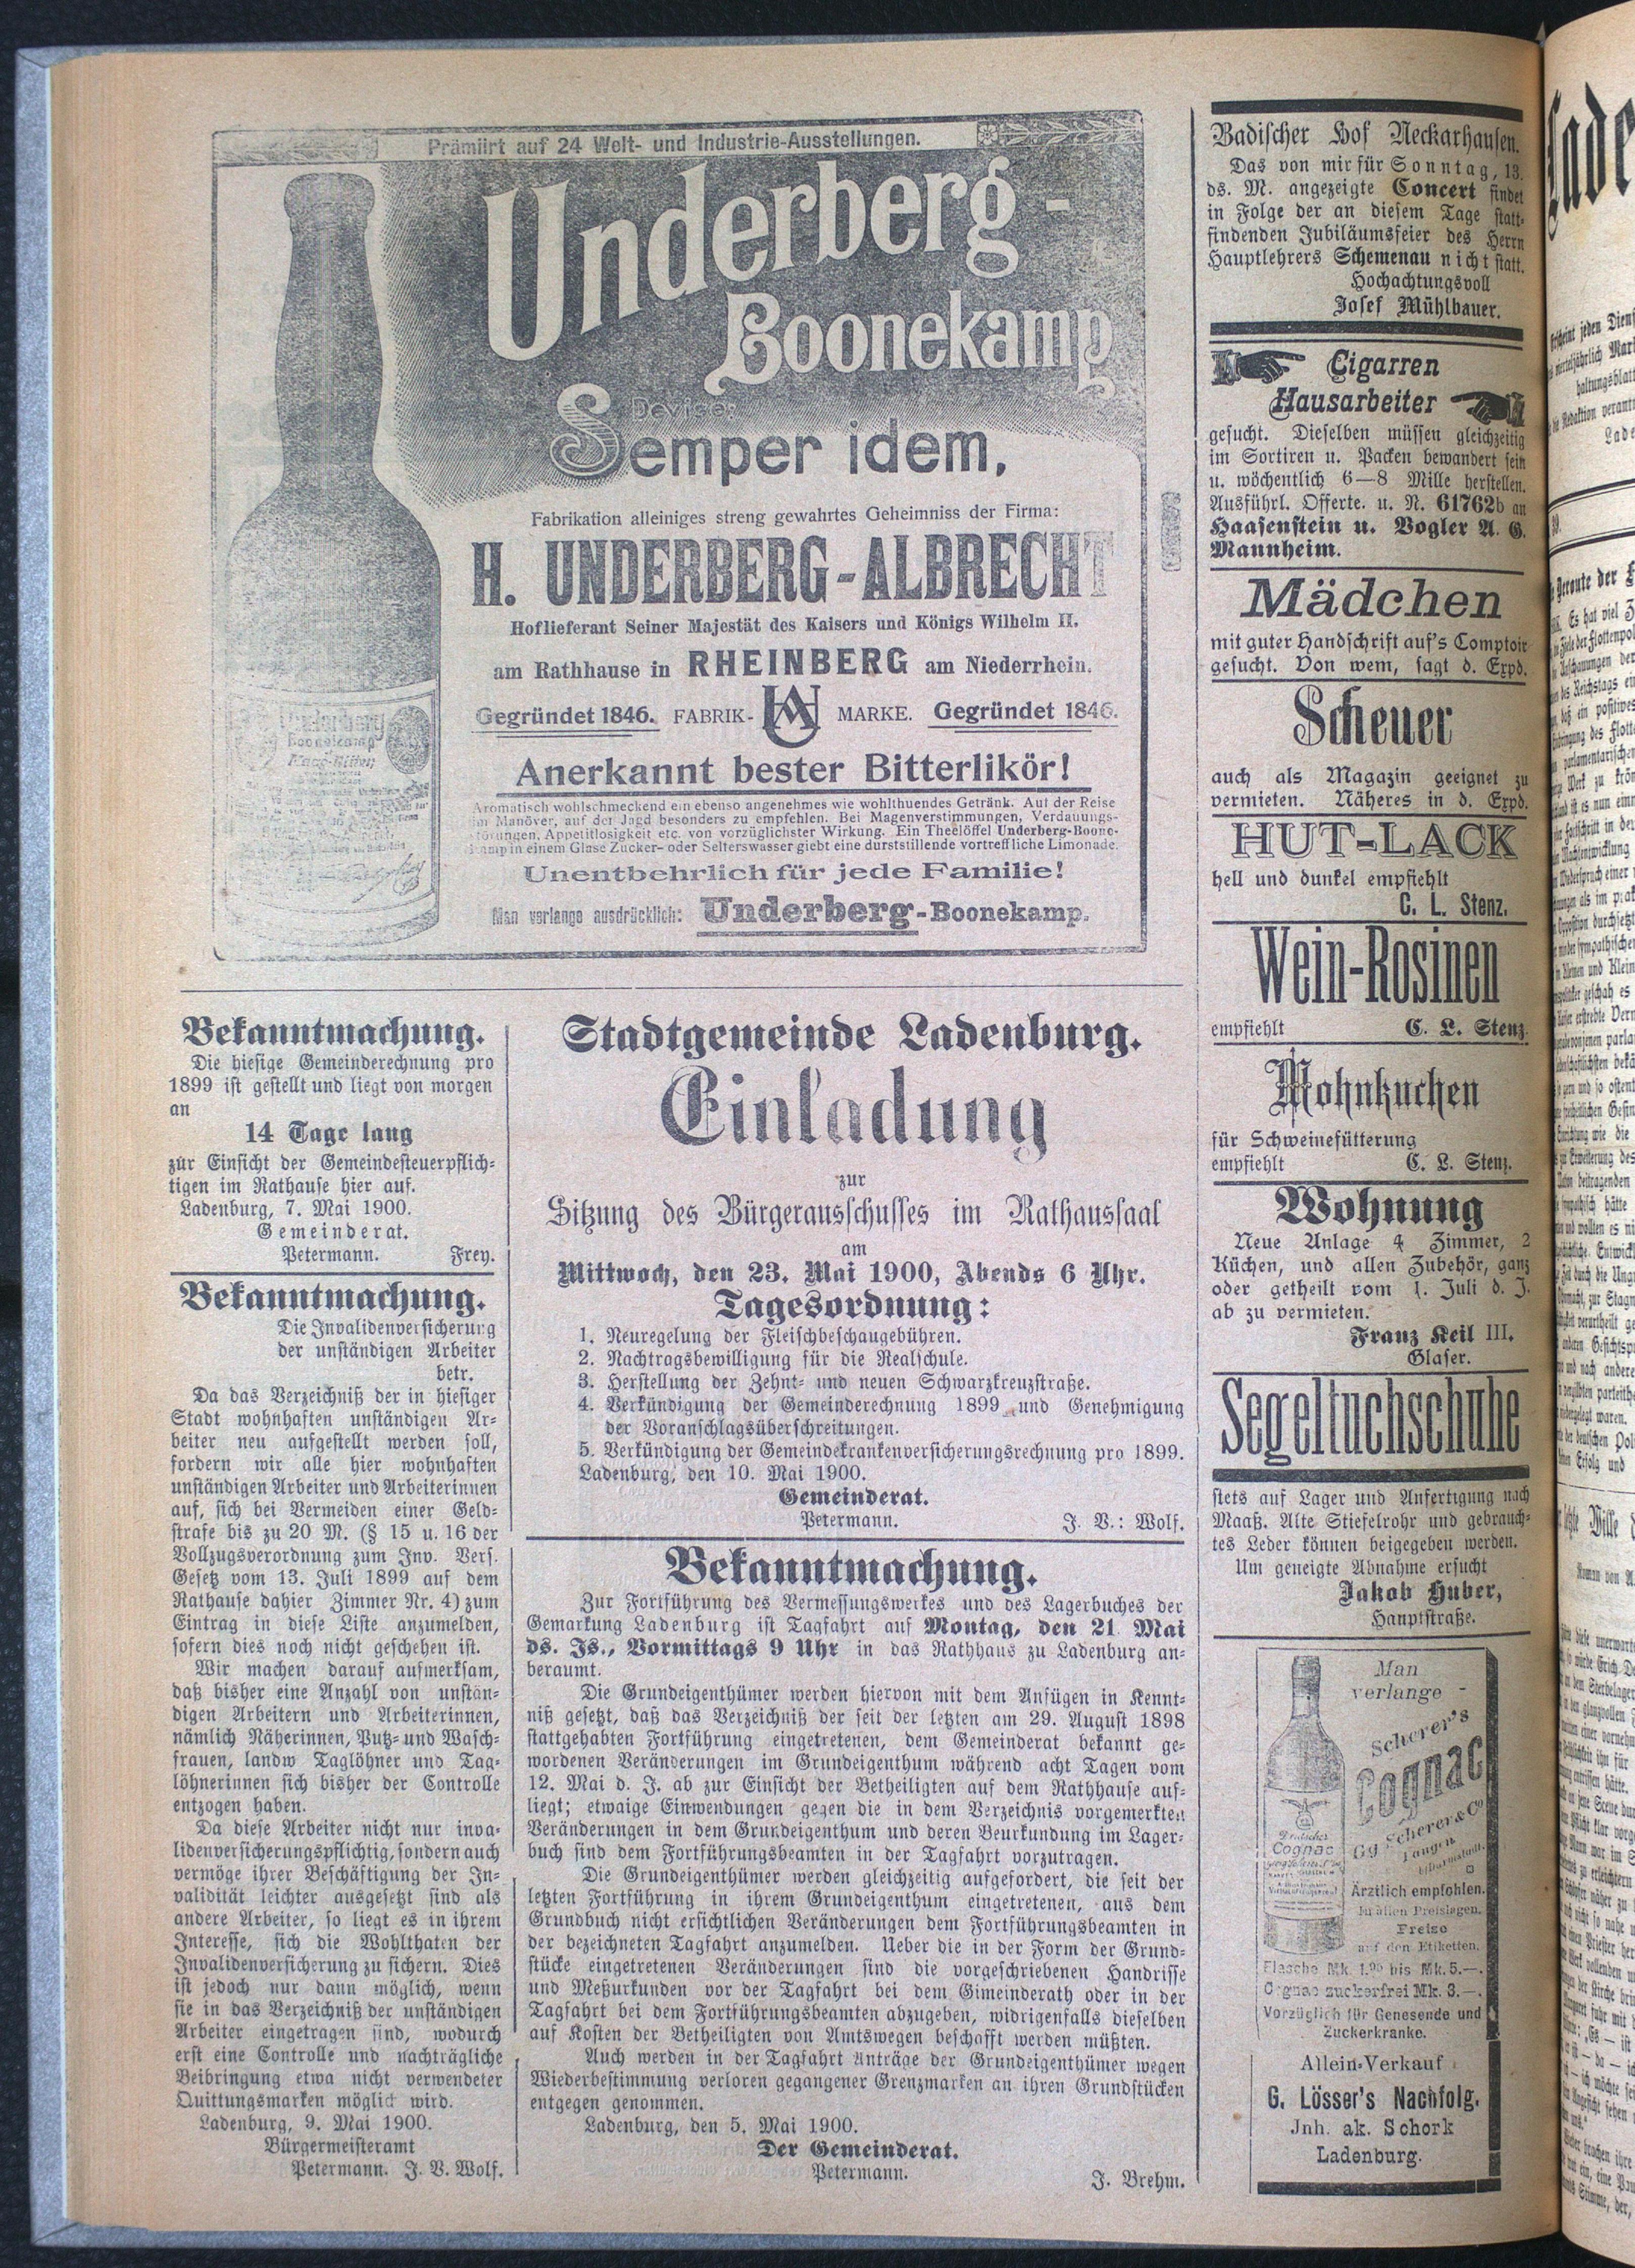 Prämiirt auf 24 Welt- und Industrie-Ausstellungen.
Underberg-
Boonekamp
Devise:
Semper idem,
Fabrikation alleiniges streng gewahrtes Geheimniss der Firma:
H. UNDERBERG-ALBRECHT
Hoflieferant Seiner Majestät des Kaisers und Königs Wilhelm II.
am Rathhause in RHEINBERG am Niederrhein.
Gegründet 1846. FABRIK- MARKE. Gegründet 1846.
Anerkannt bester Bitterlikör!
Aromatisch wohlschmeckend ein ebenso angenehmes wie wohlthuendes Getränk. Auf der Reise
im Manöver, auf der Jagd besonders zu empfehlen. Bei Magenverstimmungen, Verdauungs-
störungen, Appetitlosigkeit etc. von vorzüglichster Wirkung. Ein Theelöffel Underberg-Boone-
kamp in einem Glase Zucker- oder Selterswasser giebt eine durststillende vortreffliche Limonade.
Unentbehrlich für jede Familie!
Man verlange ausdrücklich: Underberg-Boonekamp.
Underberg
Boonekamp
Bekanntmachung.
Die hiesige Gemeinderechnung pro
1899 ist gestellt und liegt von morgen
an
14 Tage lang
zur Einsicht der Gemeindesteuerpflich-
tigen im Rathause hier auf.
Ladenburg, 7. Mai 1900.
Gemeinderat.
Petermann. Frey.
Bekanntmachung.
Die Invalidenversicherung
der unständigen Arbeiter
betr.
Da das Verzeichniß der in hiesiger
Stadt wohnhaften unständigen Ar-
beiter neu aufgestellt werden soll,
fordern wir alle hier wohnhaften
unständigen Arbeiter und Arbeiterinnen
auf, sich bei Vermeiden einer Geld-
strafe bis zu 20 M. (§ 15 u. 16 der
Vollzugsverordnung zum Inv. Vers.
Gesetz vom 13. Juli 1899 auf dem
Rathause dahier Zimmer Nr. 4) zum
Eintrag in diese Liste anzumelden,
sofern dies noch nicht geschehen ist.
Wir machen darauf aufmerksam,
daß bisher eine Anzahl von unstän-
digen Arbeitern und Arbeiterinnen,
nämlich Näherinnen, Putz- und Wasch-
frauen, landw Taglöhner und Tag-
löhnerinnen sich bisher der Controlle
entzogen haben.
Da diese Arbeiter nicht nur inva-
lidenversicherungspflichtig, sondern auch
vermöge ihrer Beschäftigung der In-
validität leichter ausgesetzt sind als
andere Arbeiter, so liegt es in ihrem
Interesse, sich die Wohlthaten der
Invalidenversicherung zu sichern. Dies
ist jedoch nur dann möglich, wenn
sie in das Verzeichniß der unständigen
Arbeiter eingetragen sind, wodurch
erst eine Controlle und nachträgliche
Beibringung etwa nicht verwendeter
Quittungsmarken möglich wird.
Ladenburg, 9. Mai 1900.
Bürgermeisteramt
Petermann. J. V. Wolf.
Stadtgemeinde Ladenburg.
Einladung
zur
Sitzung des Bürgerausschusses im Rathaussaal
am
Mittwoch, den 23. Mai 1900, Abends 6 Uhr.
Tagesordnung:
1. Neuregelung der Fleischbeschaugebühren.
2. Nachtragsbewilligung für die Realschule.
3. Herstellung der Zehnt- und neuen Schwarzkreuzstraße.
4. Verkündigung der Gemeinderechnung 1899 und Genehmigung
der Voranschlagsüberschreitungen.
5. Verkündigung der Gemeindekrankenversicherungsrechnung pro 1899.
Ladenburg, den 10. Mai 1900.
Gemeinderat.
Petermann. J. V.: Wolf.
Bekanntmachung.
Zur Fortführung des Vermessungswerkes und des Lagerbuches der
Gemarkung Ladenburg ist Tagfahrt auf Montag, den 21 Mai
ds. Js., Vormittags 9 Uhr in das Rathhaus zu Ladenburg an-
beraumt.
Die Grundeigenthümer werden hiervon mit dem Anfügen in Kennt-
niß gesetzt, daß das Verzeichniß der seit der letzten am 29. August 1898
stattgehabten Fortführung eingetretenen, dem Gemeinderat bekannt ge-
wordenen Veränderungen im Grundeigenthum während acht Tagen vom
12. Mai d. J. ab zur Einsicht der Betheiligten auf dem Rathhause auf-
liegt; etwaige Einwendungen gegen die in dem Verzeichnis vorgemerkten
Veränderungen in dem Grundeigenthum und deren Beurkundung im Lager-
buch sind dem Fortführungsbeamten in der Tagfahrt vorzutragen.
Die Grundeigenthümer werden gleichzeitig aufgefordert, die seit der
letzten Fortführung in ihrem Grundeigenthum eingetretenen, aus dem
Grundbuch nicht ersichtlichen Veränderungen dem Fortführungsbeamten in
der bezeichneten Tagfahrt anzumelden. Ueber die in der Form der Grund-
stücke eingetretenen Veränderungen sind die vorgeschriebenen Handrisse
und Meßurkunden vor der Tagfahrt bei dem Gimeinderath oder in der
Tagfahrt bei dem Fortführungsbeamten abzugeben, widrigenfalls dieselben
auf Kosten der Betheiligten von Amtswegen beschafft werden müßten.
Auch werden in der Tagfahrt Anträge der Grundeigenthümer wegen
Wiederbestimmung verloren gegangener Grenzmarken an ihren Grundstücken
entgegen genommen.
Ladenburg, den 5. Mai 1900.
Der Gemeinderat.
Petermann. J. Brehm.
Badischer Hof Neckarhausen.
Das von mir für Sonntag, 13.
ds. M. angezeigte Concert findet
in Folge der an diesem Tage statt-
findenden Jubiläumsfeier des Herrn
Hauptlehrers Schemenau nicht statt.
Hochachtungsvoll
Josef Mühlbauer.
Cigarren
Hausarbeiter
gesucht. Dieselben müssen gleichzeitig
im Sortiren u. Packen bewandert sein
u. wöchentlich 6—8 Mille herstellen.
Ausführl. Offerte. u. N. 61762b an
Haasenstein u. Vogler A. G.
Mannheim.
Mädchen
mit guter Handschrift auf's Comptoir
gesucht. Von wem, sagt d. Expd.
Scheuer
auch als Magazin geeignet zu
vermieten. Näheres in d. Expd.
HUT-LACK
hell und dunkel empfiehlt
C. L. Stenz.
Wein-Rosinen
empfiehlt C. L. Stenz.
Mohnkuchen
für Schweinefütterung
empfiehlt C. L. Stenz.
Wohnung
Neue Anlage 4 Zimmer, 2
Küchen, und allen Zubehör, ganz
oder getheilt vom 1. Juli d. J.
ab zu vermieten.
Franz Keil III.
Glaser.
Segeltuchschuhe
stets auf Lager und Anfertigung nach
Maaß. Alte Stiefelrohr und gebrauch-
tes Leder können beigegeben werden.
Um geneigte Abnahme ersucht
Jakob Huber,
Hauptstraße.
Man
verlange -
Scherer's
Cognac
Gg Scherer & Co
Langen
b/Darmstadt.
Deutscher
Cognac
Ärztlich empfohlen.
In allen Preislagen.
Preise
auf den Etiketten.
Flasche Mk. 1.90 bis Mk. 5.—.
Cognac zuckerfrei Mk. 3.—.
Vorzüglich für Genesende und
Zuckerkranke.
Allein-Verkauf
G. Lösser's Nachfolg.
Jnh. ak. Schork
Ladenburg.